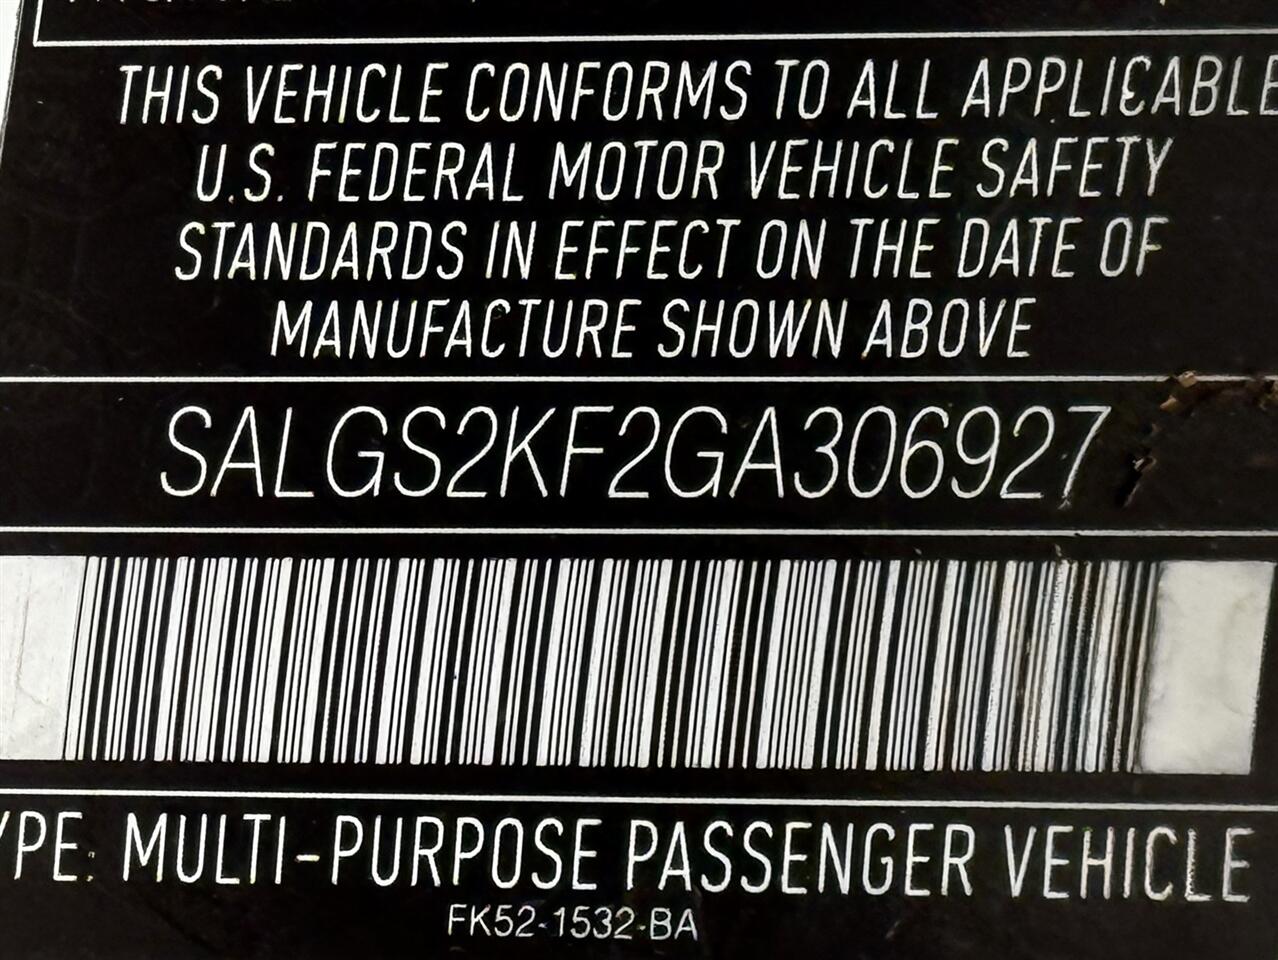 THIS VEHICLE CONFORMS TO ALL APPLICABLE
U.S. FEDERAL MOTOR VEHICLE SAFETY
STANDARDS IN EFFECT ON THE DATE OF
MANUFACTURE SHOWN ABOVE
SALGS2KF2GA306927
YPE: MULTI-PURPOSE PASSENGER VEHICLE
FK52-1532-BA